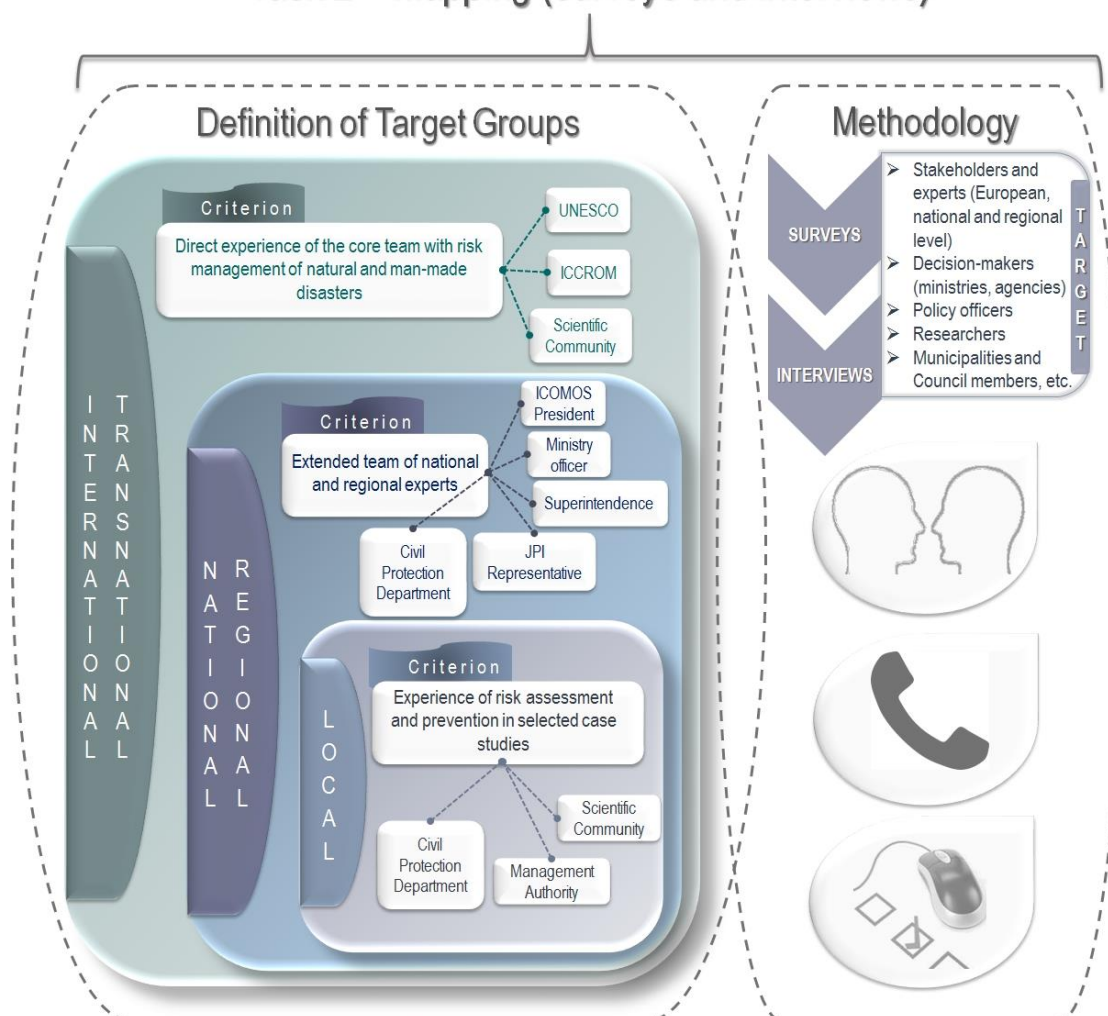 Definition of Target Groups
Criterion
Direct experience of the core team with risk
management of natural and man-made
disasters
UNESCO
ICCROM
Scientific
Community
INTERNATIONAL
TRANSNATIONAL
Criterion
Extended team of national
and regional experts
ICOMOS
President
Ministry
officer
Superintendence
JPI
Representative
Civil
Protection
Department
NATIONAL
REGIONAL
LOCAL
Criterion
Experience of risk assessment
and prevention in selected case
studies
Scientific
Community
Management
Authority
Civil
Protection
Department
Methodology
SURVEYS
INTERVIEWS
➢ Stakeholders and
experts (European,
national and regional
level)
➢ Decision-makers
(ministries, agencies)
➢ Policy officers
➢ Researchers
➢ Municipalities and
Council members, etc.
TARGET